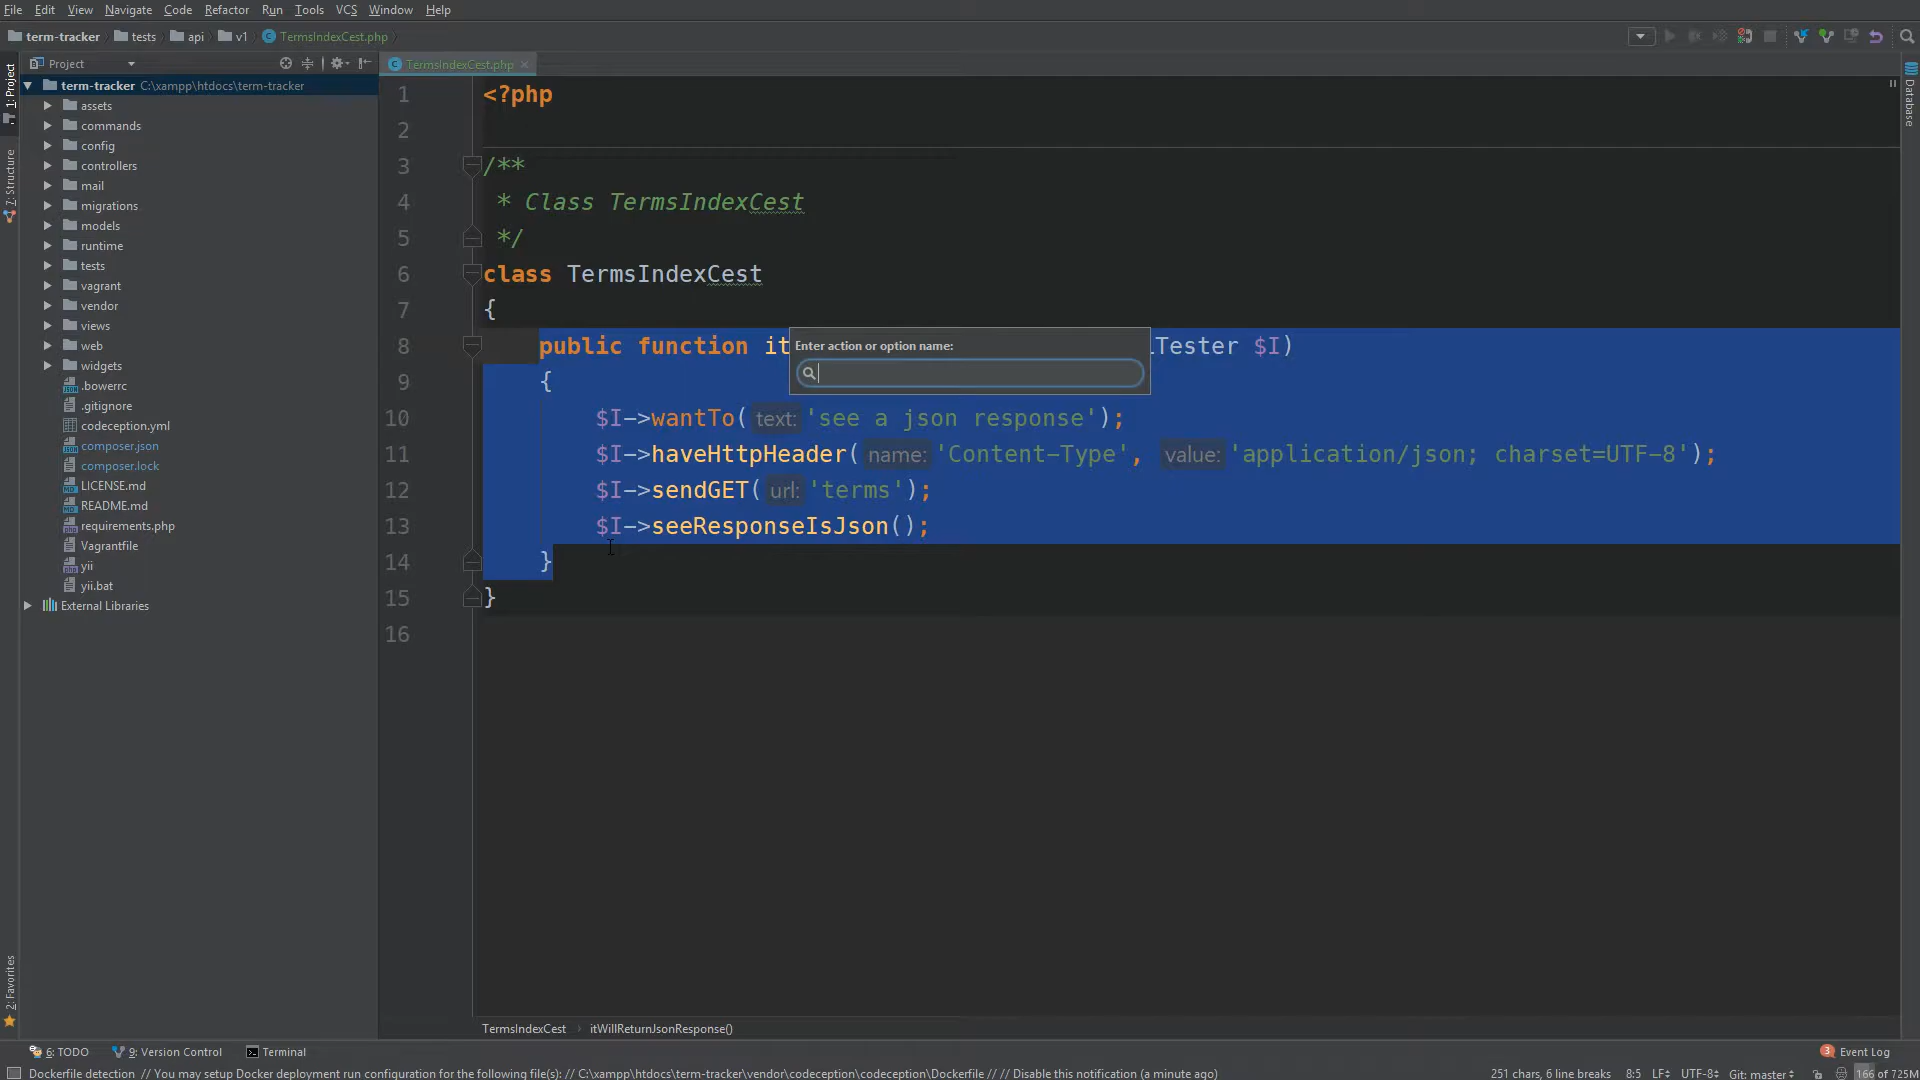 File Edit View Navigate Code Refactor Run Tools VCS Window Help
term-tracker tests api v1 TermsIndexCest.php
Project
TermsIndexCest.php
1: Project
7: Structure
2: Favorites
Database
term-tracker C:\xampp\htdocs\term-tracker
assets
commands
config
controllers
mail
migrations
models
runtime
tests
vagrant
vendor
views
web
widgets
.bowerrc
.gitignore
codeception.yml
composer.json
composer.lock
LICENSE.md
README.md
requirements.php
Vagrantfile
yii
yii.bat
External Libraries
1 <?php
2
3 /**
4 * Class TermsIndexCest
5 */
6 class TermsIndexCest
7 {
Enter action or option name:
8 public function it Tester $I)
9 {
10 $I->wantTo( text: 'see a json response');
11 $I->haveHttpHeader( name: 'Content-Type', value: 'application/json; charset=UTF-8');
12 $I->sendGET( url: 'terms');
13 $I->seeResponseIsJson();
14 }
15 }
16
TermsIndexCest › itWillReturnJsonResponse()
6: TODO 9: Version Control Terminal 3 Event Log
Dockerfile detection // You may setup Docker deployment run configuration for the following file(s): // C:\xampp\htdocs\term-tracker\vendor\codeception\codeception\Dockerfile // // Disable this notification (a minute ago) 251 chars, 6 line breaks 8:5 LF÷ UTF-8÷ Git: master÷ 166 of 725M